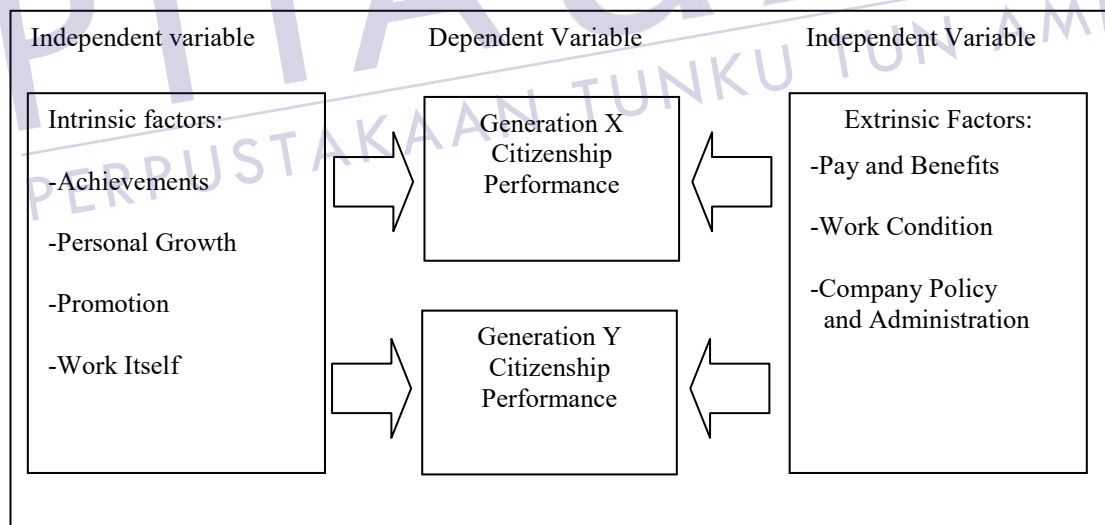 Independent variable
Dependent Variable
Independent Variable
Intrinsic factors:
-Achievements
-Personal Growth
-Promotion
-Work Itself
Generation X
Citizenship
Performance
Generation Y
Citizenship
Performance
Extrinsic Factors:
-Pay and Benefits
-Work Condition
-Company Policy
and Administration
PERPUSTAKAAN TUNKU TUN